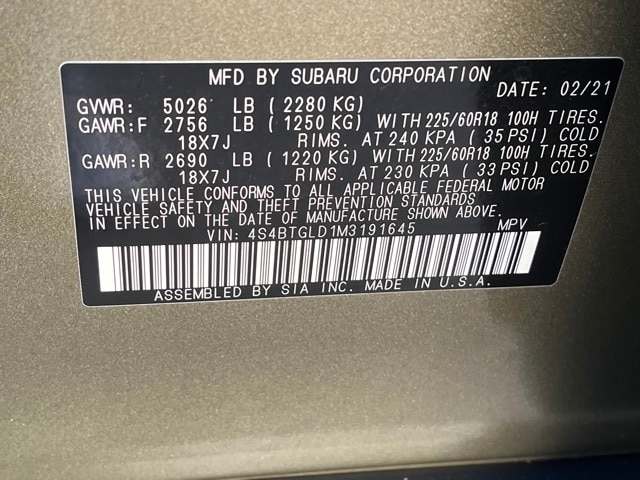 MFD BY SUBARU CORPORATION DATE: 02/21
GVWR: 5026 LB (2280 KG)
GAWR:F 2756 LB (1250 KG) WITH 225/60R18 100H TIRES.
18X7J RIMS. AT 240 KPA (35 PSI) COLD
GAWR:R 2690 LB (1220 KG) WITH 225/60R18 100H TIRES.
18X7J RIMS. AT 230 KPA (33 PSI) COLD
THIS VEHICLE CONFORMS TO ALL APPLICABLE FEDERAL MOTOR
VEHICLE SAFETY AND THEFT PREVENTION STANDARDS
IN EFFECT ON THE DATE OF MANUFACTURE SHOWN ABOVE.
VIN: 4S4BTGLD1M3191645 MPV
ASSEMBLED BY SIA INC. MADE IN U.S.A.